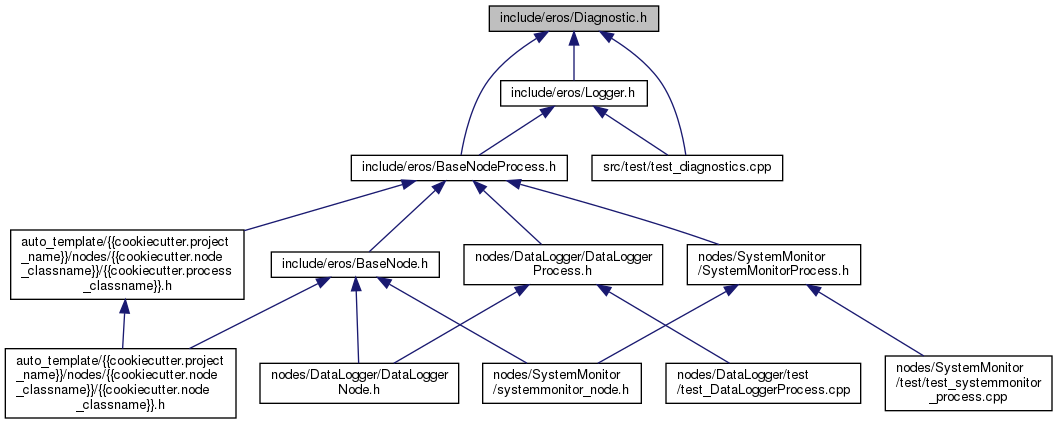 include/eros/Diagnostic.h
include/eros/Logger.h
include/eros/BaseNodeProcess.h
src/test/test_diagnostics.cpp
auto_template/{{cookiecutter.project
_name}}/nodes/{{cookiecutter.node
_classname}}/{{cookiecutter.process
_classname}}.h
include/eros/BaseNode.h
nodes/DataLogger/DataLogger
Process.h
nodes/SystemMonitor
/SystemMonitorProcess.h
auto_template/{{cookiecutter.project
_name}}/nodes/{{cookiecutter.node
_classname}}/{{cookiecutter.node
_classname}}.h
nodes/DataLogger/DataLogger
Node.h
nodes/SystemMonitor
/systemmonitor_node.h
nodes/DataLogger/test
/test_DataLoggerProcess.cpp
nodes/SystemMonitor
/test/test_systemmonitor
_process.cpp